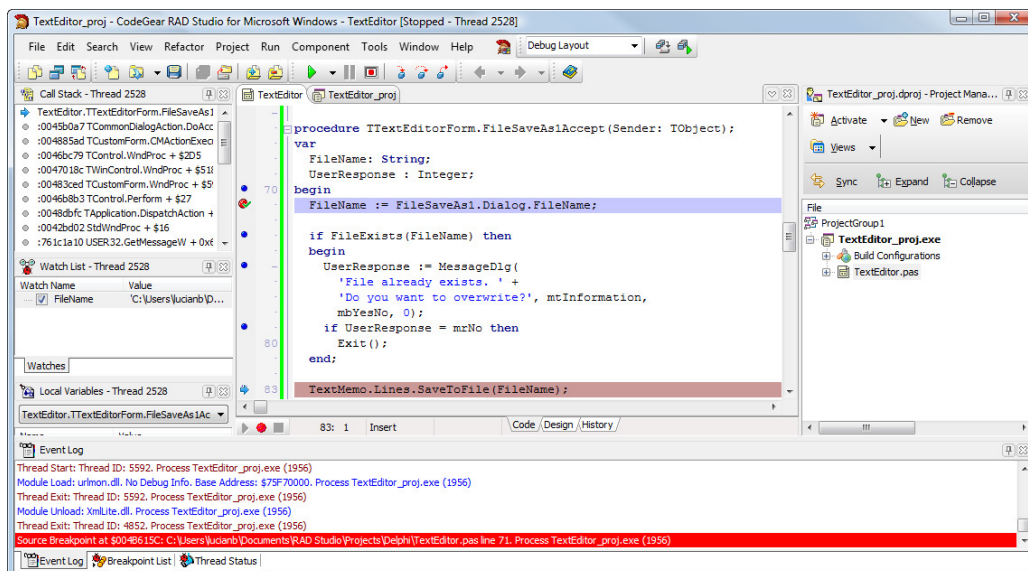 TextEditor_proj - CodeGear RAD Studio for Microsoft Windows - TextEditor [Stopped - Thread 2528]
File Edit Search View Refactor Project Run Component Tools Window Help Debug Layout
Call Stack - Thread 2528
TextEditor.TTextEditorForm.FileSaveAs1
:0045b0a7 TCommonDialogAction.DoAcc
:004885ad TCustomForm.CMActionExec
:0046bc79 TControl.WndProc + $2D5
:0047018c TWinControl.WndProc + $51
:00483ced TCustomForm.WndProc + $5
:0046b8b3 TControl.Perform + $27
:0048dbfc TApplication.DispatchAction +
:0042bd02 StdWndProc + $16
:761c1a10 USER32.GetMessageW + 0x
Watch List - Thread 2528
Watch Name Value
FileName 'C:\Users\lucianb\D...
Watches
Local Variables - Thread 2528
TextEditor.TTextEditorForm.FileSaveAs1Ac
TextEditor TextEditor_proj
procedure TTextEditorForm.FileSaveAs1Accept(Sender: TObject);
var
FileName: String;
UserResponse : Integer;
70 begin
FileName := FileSaveAs1.Dialog.FileName;
if FileExists(FileName) then
begin
UserResponse := MessageDlg(
'File already exists. ' +
'Do you want to overwrite?', mtInformation,
mbYesNo, 0);
if UserResponse = mrNo then
80 Exit();
end;
83 TextMemo.Lines.SaveToFile(FileName);
83: 1 Insert Code Design History
TextEditor_proj.dproj - Project Mana...
Activate New Remove
Views
Sync Expand Collapse
File
ProjectGroup1
TextEditor_proj.exe
Build Configurations
TextEditor.pas
Event Log
Thread Start: Thread ID: 5592. Process TextEditor_proj.exe (1956)
Module Load: urlmon.dll. No Debug Info. Base Address: $75F70000. Process TextEditor_proj.exe (1956)
Thread Exit: Thread ID: 5592. Process TextEditor_proj.exe (1956)
Module Unload: XmlLite.dll. Process TextEditor_proj.exe (1956)
Thread Exit: Thread ID: 4852. Process TextEditor_proj.exe (1956)
Source Breakpoint at $004B615C: C:\Users\lucianb\Documents\RAD Studio\Projects\Delphi\TextEditor.pas line 71. Process TextEditor_proj.exe (1956)
Event Log Breakpoint List Thread Status